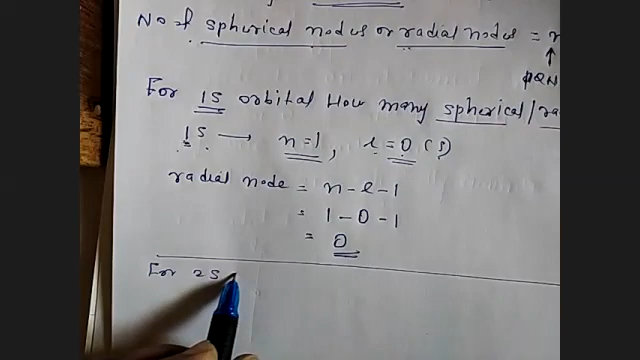 No of spherical nodes or radial nodes = n
PQN
For 1s orbital How many spherical/ra
1s → n=1, l=0 (s)
radial node = n-l-1
= 1-0-1
= 0
For 2s